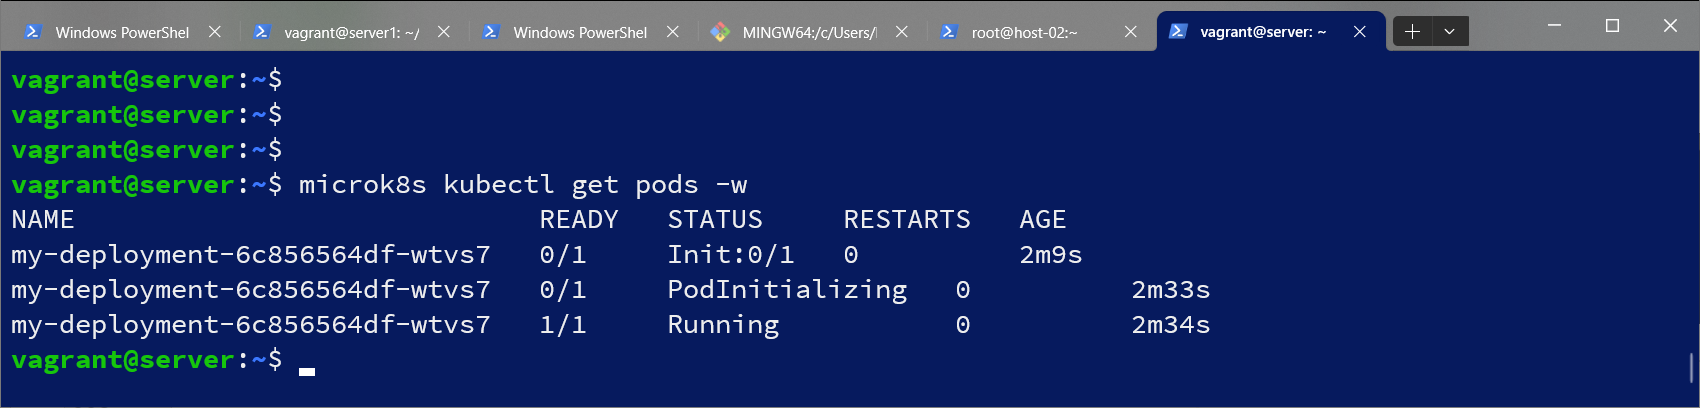 Windows PowerShel vagrant@server1: ~/ Windows PowerShel MINGW64:/c/Users/ root@host-02:~ vagrant@server: ~
vagrant@server:~$
vagrant@server:~$
vagrant@server:~$
vagrant@server:~$ microk8s kubectl get pods -w
NAME READY STATUS RESTARTS AGE
my-deployment-6c856564df-wtvs7 0/1 Init:0/1 0 2m9s
my-deployment-6c856564df-wtvs7 0/1 PodInitializing 0 2m33s
my-deployment-6c856564df-wtvs7 1/1 Running 0 2m34s
vagrant@server:~$